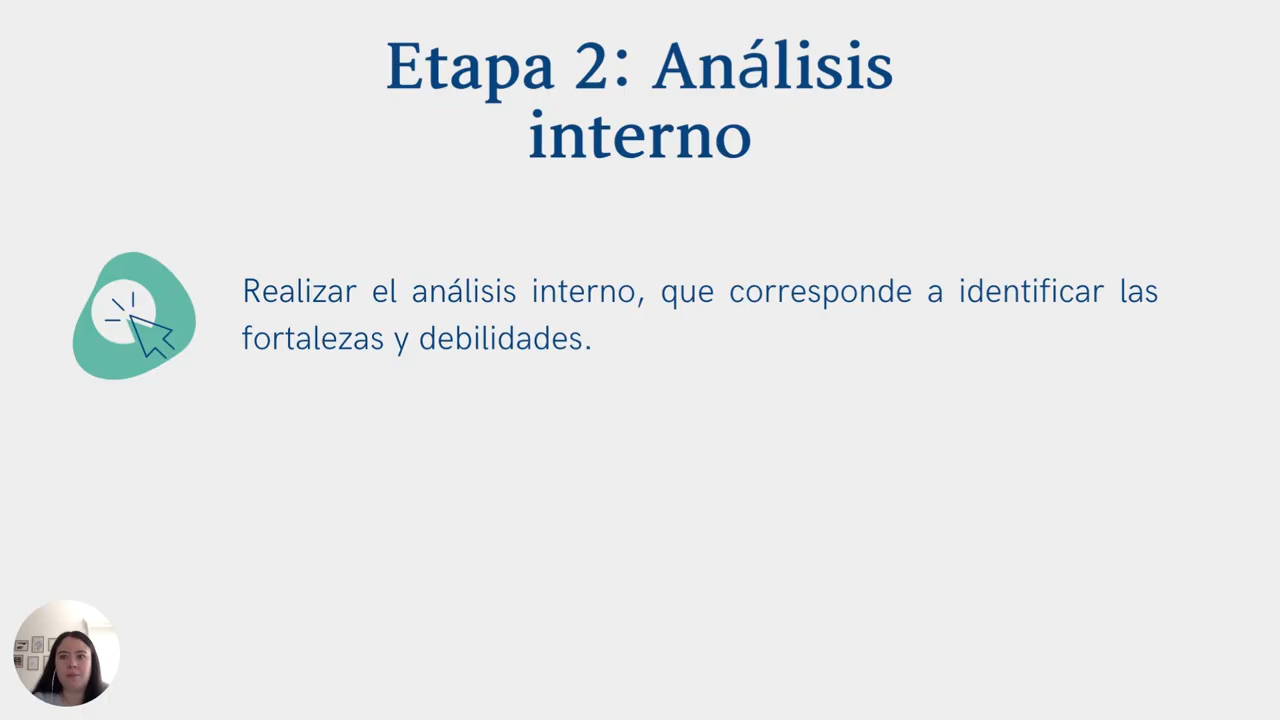 Etapa 2: Análisis
interno
Realizar el análisis interno, que corresponde a identificar las
fortalezas y debilidades.